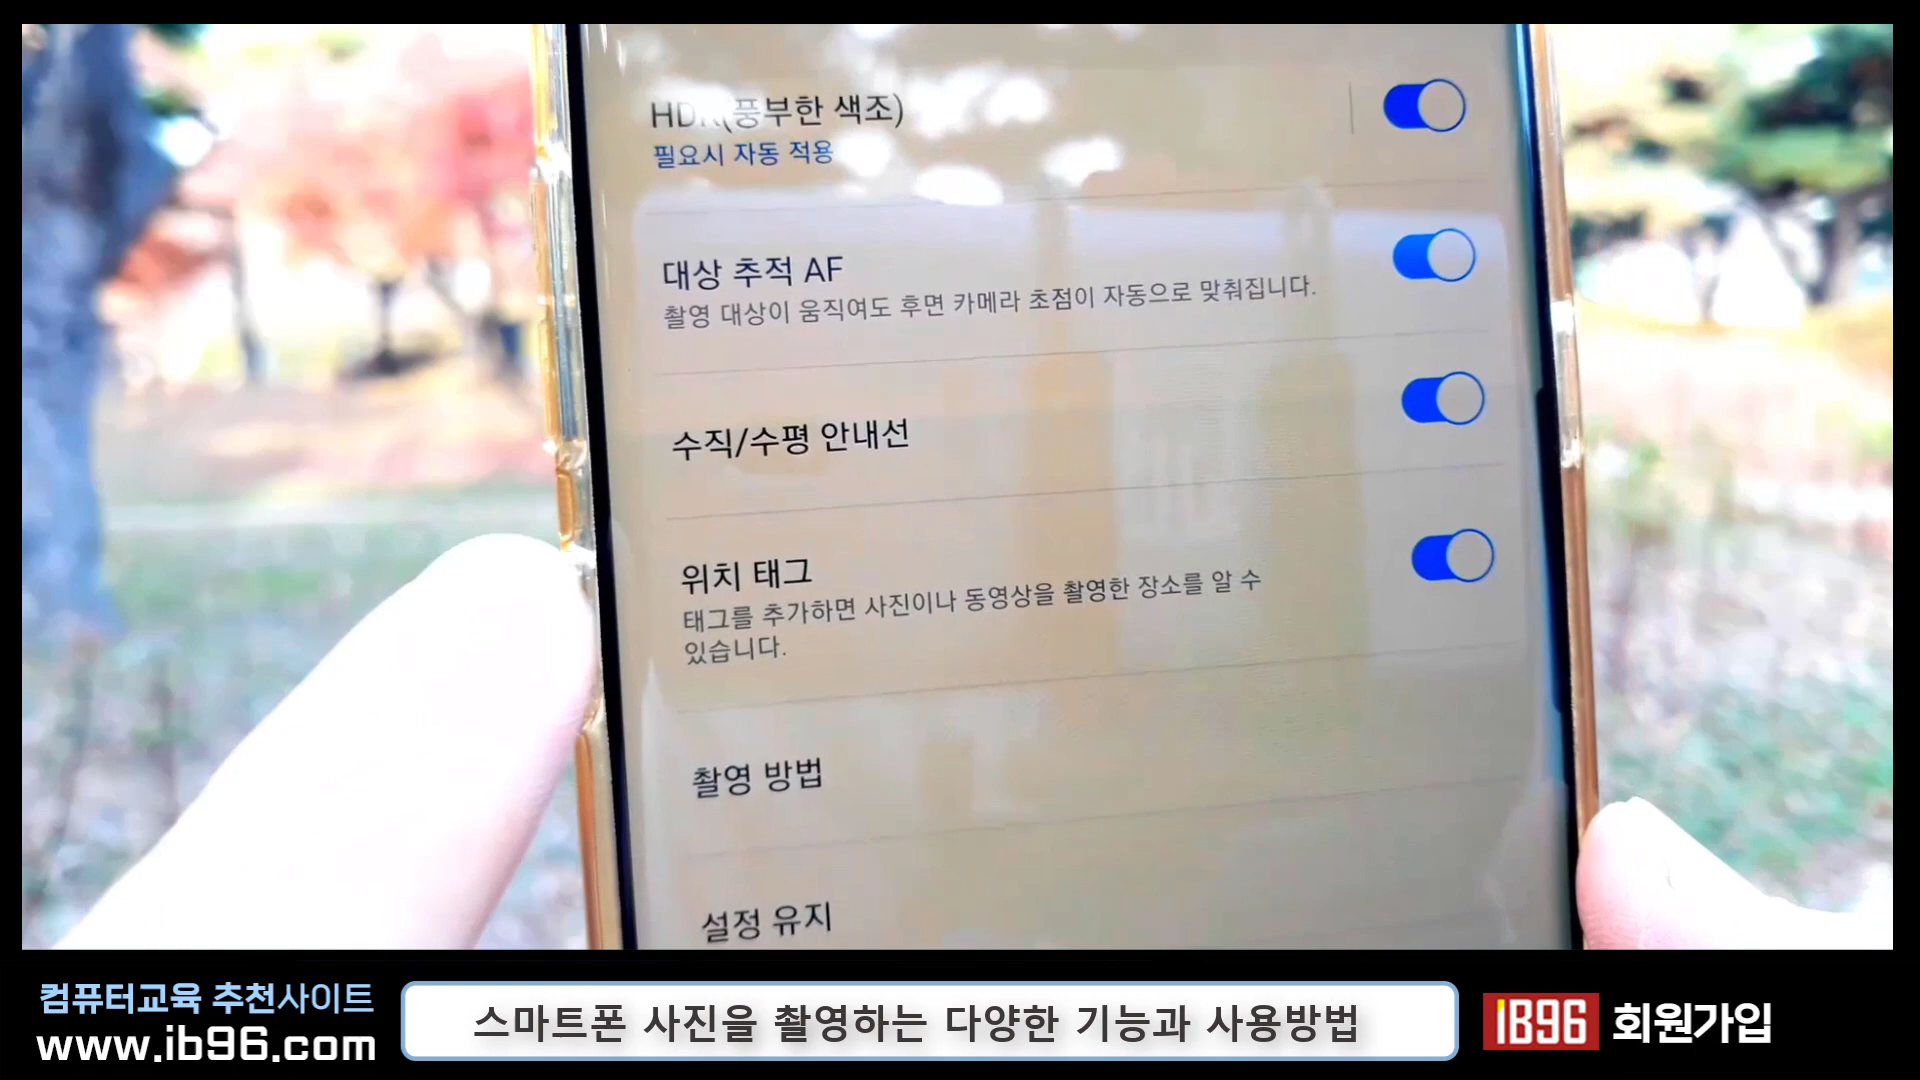 HDR(풍부한 색조)
필요시 자동 적용
대상 추적 AF
촬영 대상이 움직여도 후면 카메라 초점이 자동으로 맞춰집니다.
수직/수평 안내선
위치 태그
태그를 추가하면 사진이나 동영상을 촬영한 장소를 알 수
있습니다.
촬영 방법
설정 유지
컴퓨터교육 추천사이트
www.ib96.com
스마트폰 사진을 촬영하는 다양한 기능과 사용방법
IB96 회원가입